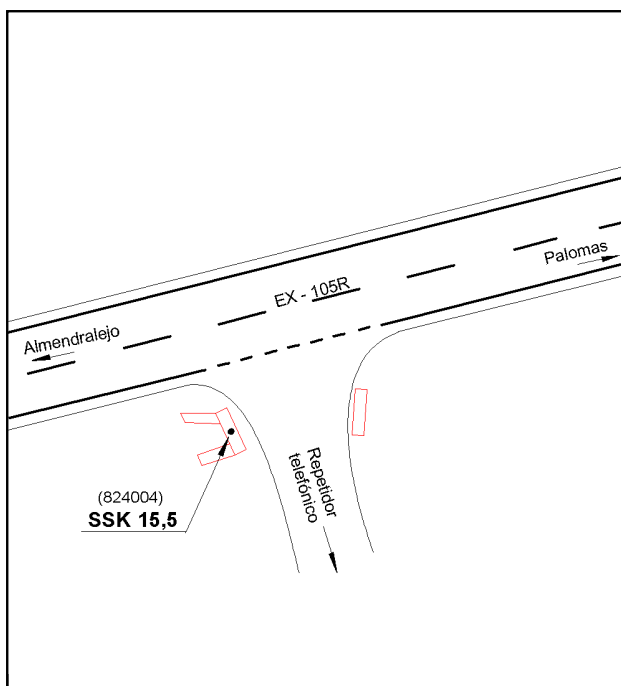 Palomas
EX - 105R
Almendralejo
Repetidor
telefónico
(824004)
SSK 15,5